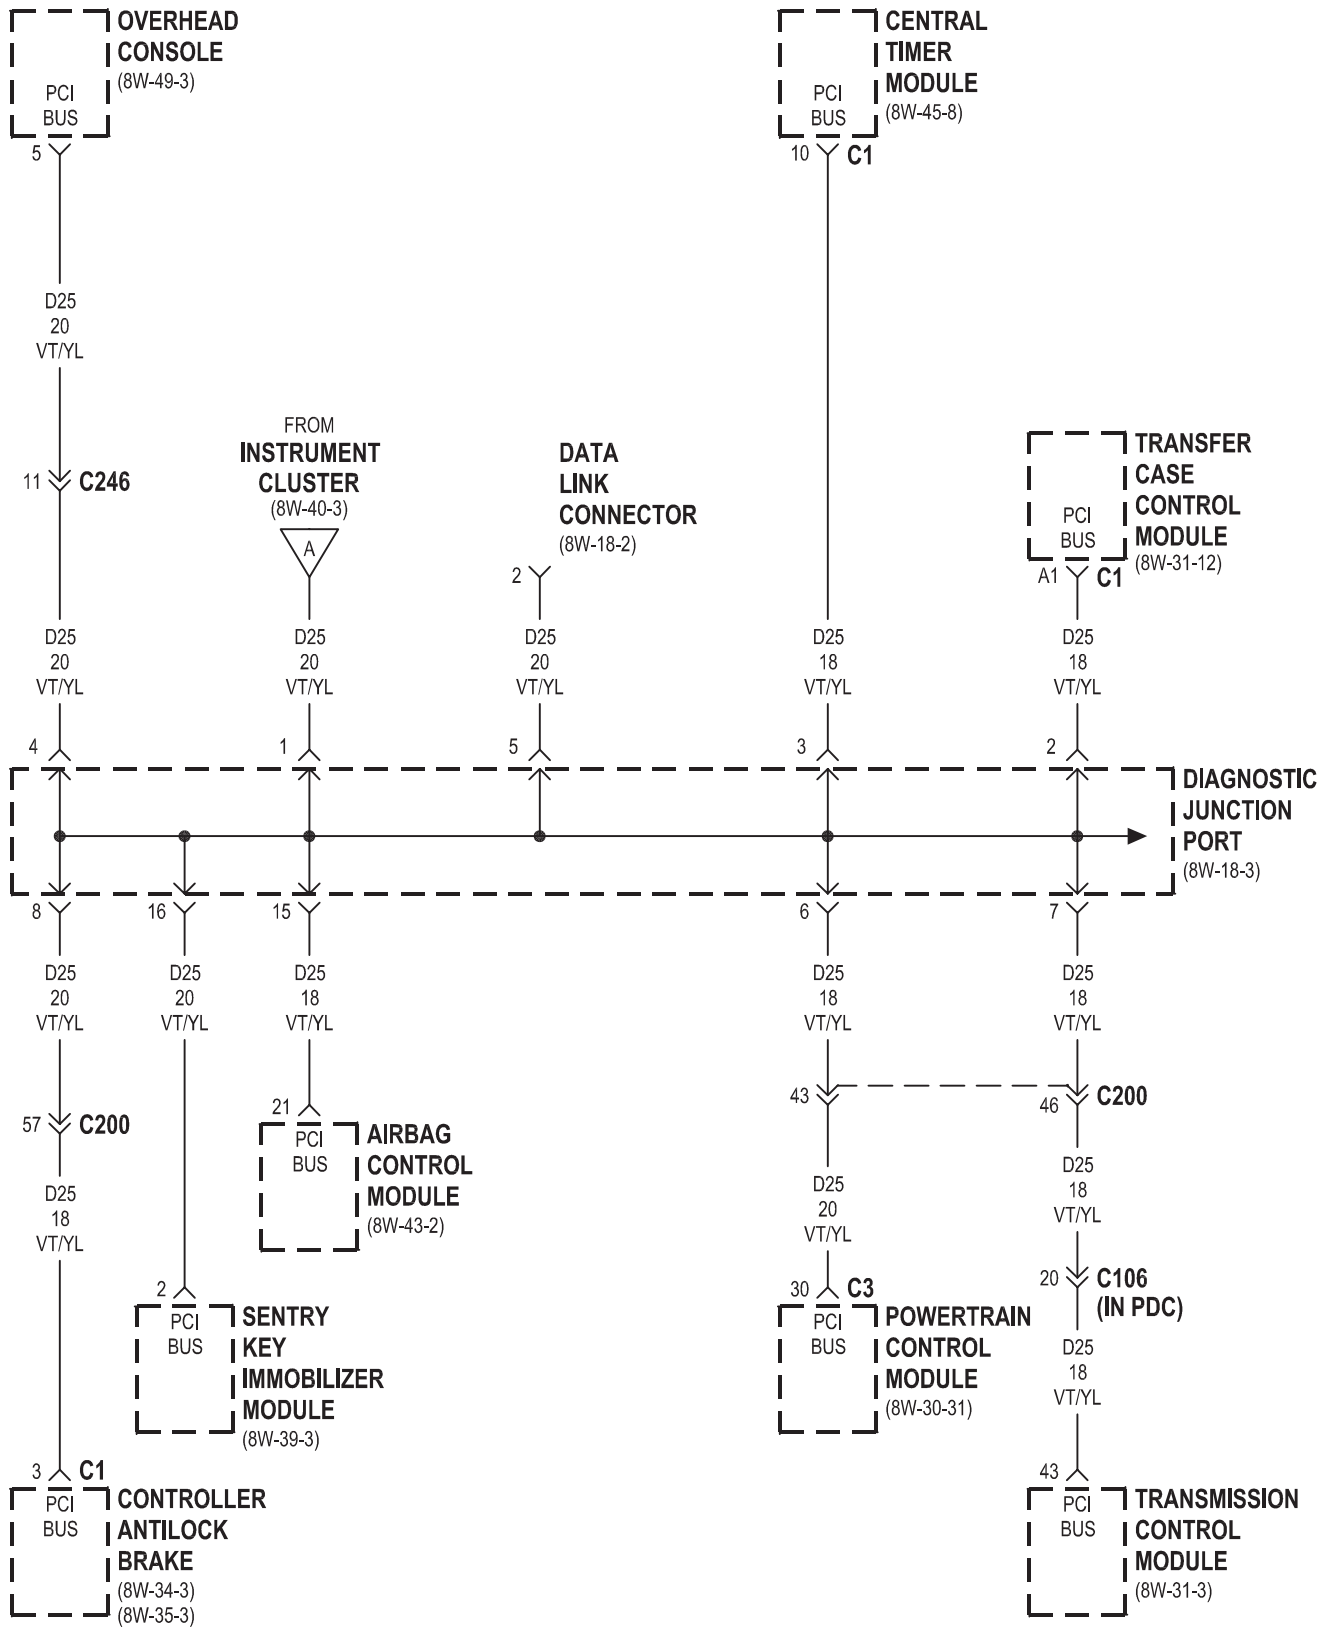 OVERHEAD
CONSOLE
(8W-49-3)
PCI
BUS
5
D25
20
VT/YL
11
C246
D25
20
VT/YL
4
FROM
INSTRUMENT
CLUSTER
(8W-40-3)
A
D25
20
VT/YL
1
DATA
LINK
CONNECTOR
(8W-18-2)
2
D25
20
VT/YL
5
CENTRAL
TIMER
MODULE
(8W-45-8)
PCI
BUS
10
C1
D25
18
VT/YL
3
TRANSFER
CASE
CONTROL
MODULE
(8W-31-12)
PCI
BUS
A1
C1
D25
18
VT/YL
2
DIAGNOSTIC
JUNCTION
PORT
(8W-18-3)
8
D25
20
VT/YL
57
C200
D25
18
VT/YL
3
C1
PCI
BUS
CONTROLLER
ANTILOCK
BRAKE
(8W-34-3)
(8W-35-3)
16
D25
20
VT/YL
2
PCI
BUS
SENTRY
KEY
IMMOBILIZER
MODULE
(8W-39-3)
15
D25
18
VT/YL
21
PCI
BUS
AIRBAG
CONTROL
MODULE
(8W-43-2)
6
D25
18
VT/YL
43
D25
20
VT/YL
30
C3
PCI
BUS
POWERTRAIN
CONTROL
MODULE
(8W-30-31)
7
D25
18
VT/YL
46
C200
D25
18
VT/YL
20
C106
(IN PDC)
D25
18
VT/YL
43
PCI
BUS
TRANSMISSION
CONTROL
MODULE
(8W-31-3)